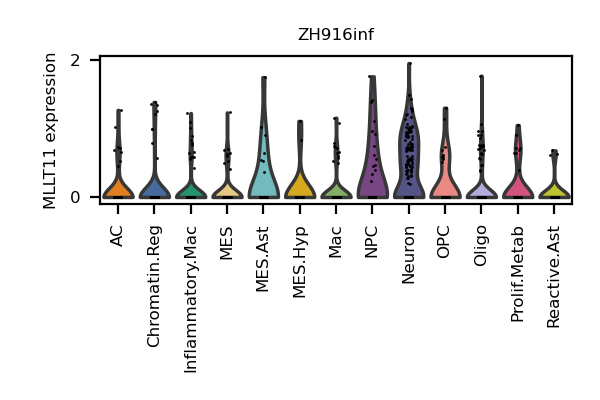 ZH916inf
MLLT11 expression
2
0
AC
Chromatin.Reg
Inflammatory.Mac
MES
MES.Ast
MES.Hyp
Mac
NPC
Neuron
OPC
Oligo
Prolif.Metab
Reactive.Ast